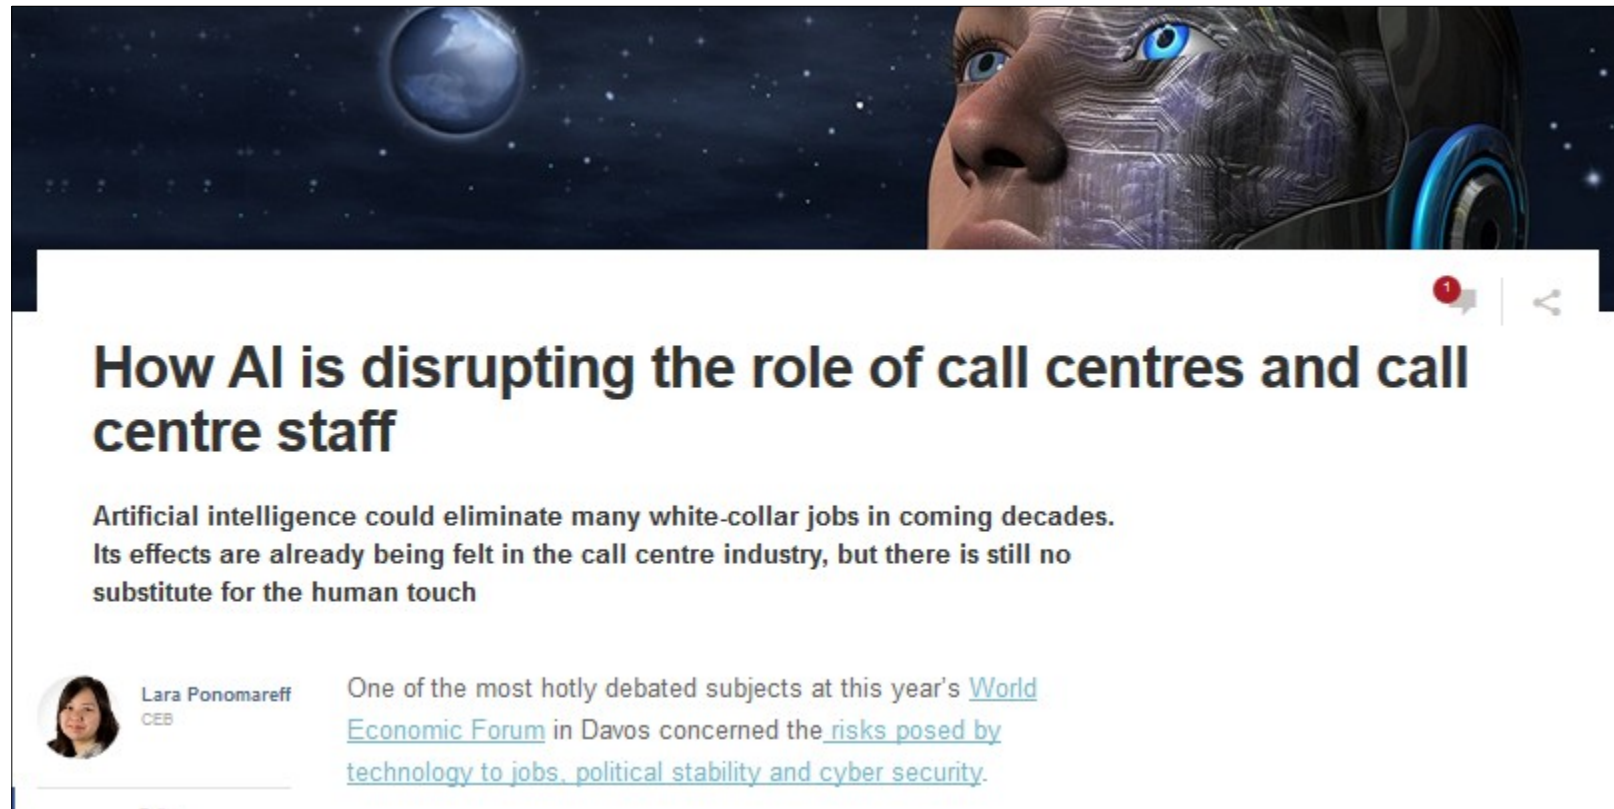 1
How AI is disrupting the role of call centres and call
centre staff
Artificial intelligence could eliminate many white-collar jobs in coming decades.
Its effects are already being felt in the call centre industry, but there is still no
substitute for the human touch
Lara Ponomareff
CEB
One of the most hotly debated subjects at this year's World
Economic Forum in Davos concerned the risks posed by
technology to jobs, political stability and cyber security.